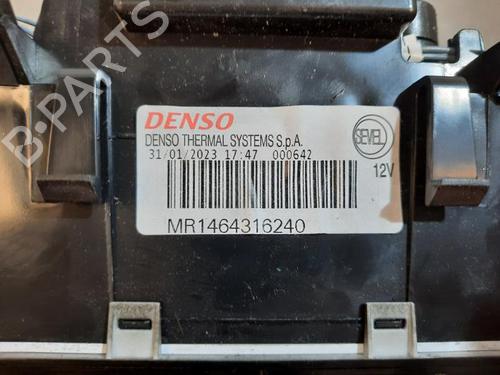 B-PARTS
DENSO
DENSO THERMAL SYSTEMS S.p.A.
31/01/2023 17:47 000642
SEVEL
12V
MR1464316240